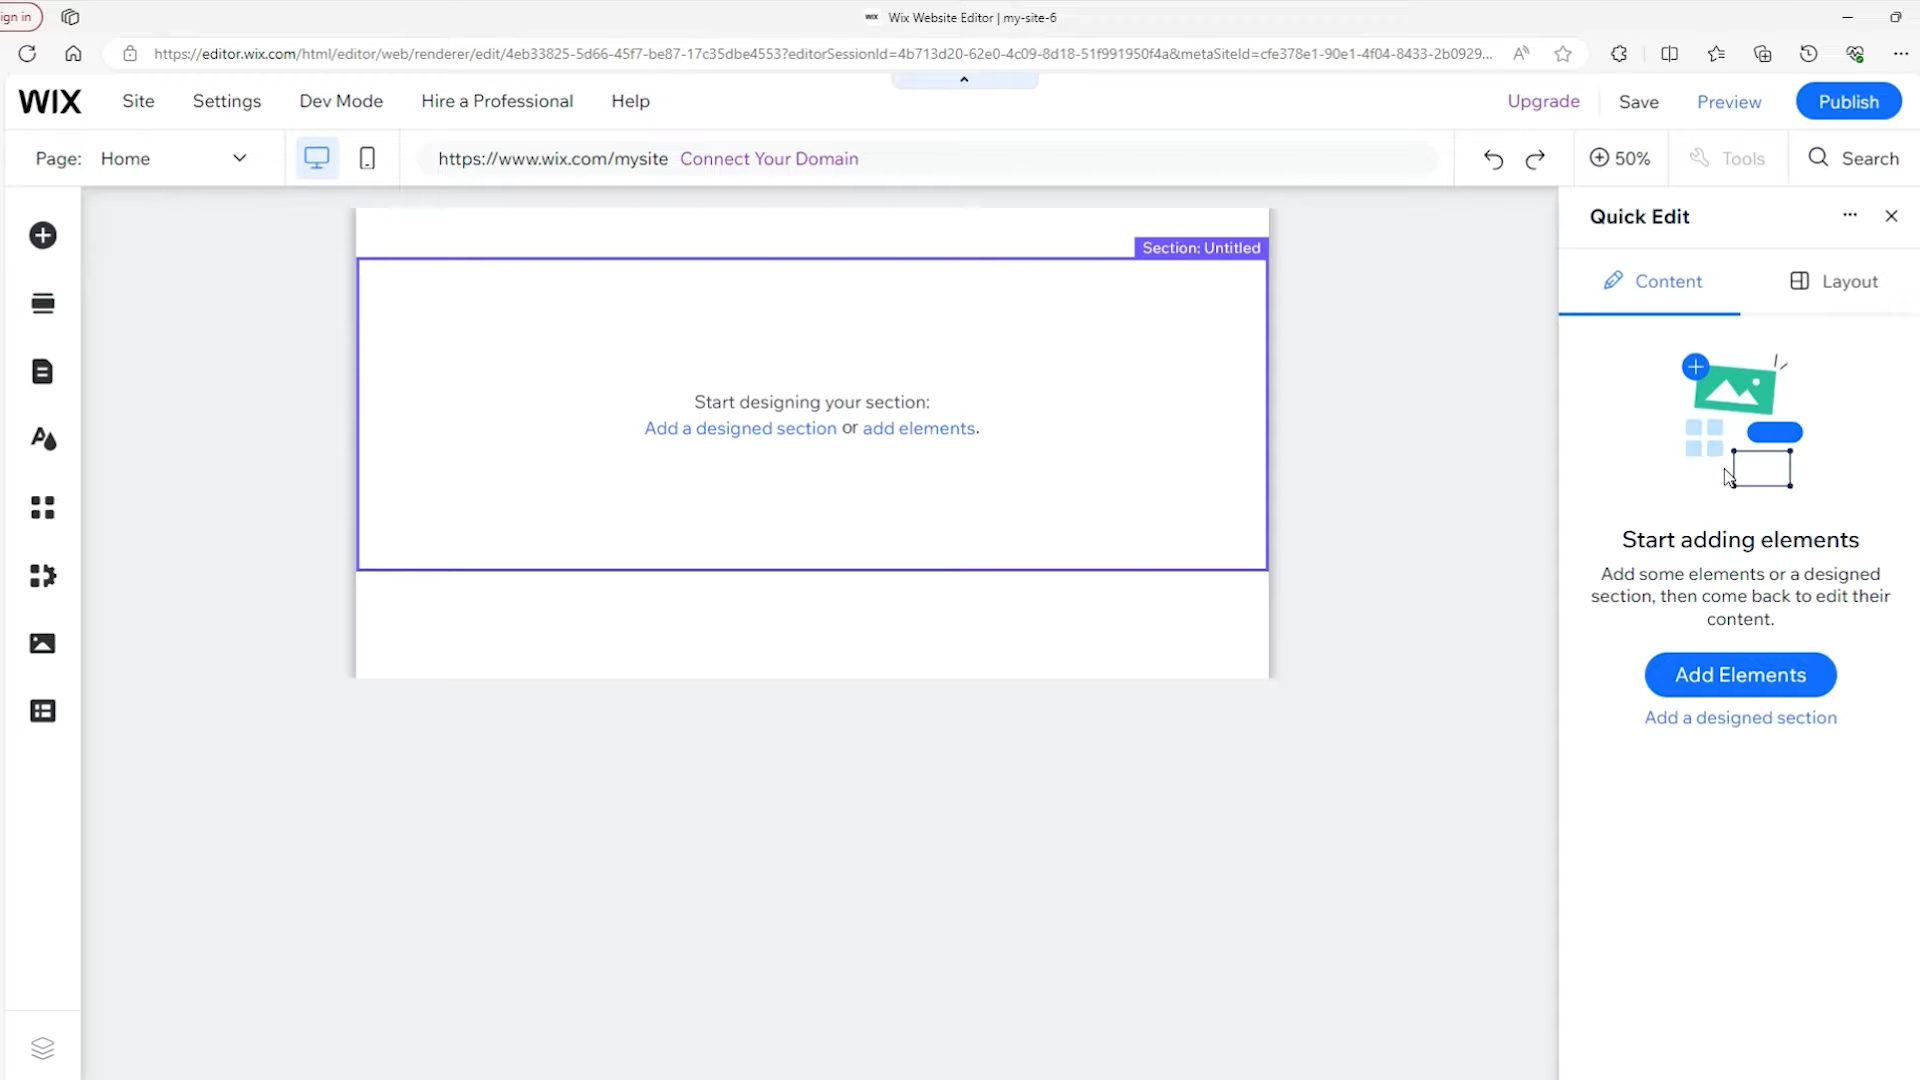 ign in
WIX Wix Website Editor | my-site-6
https://editor.wix.com/html/editor/web/renderer/edit/4eb33825-5d66-45f7-be87-17c35dbe4553?editorSessionId=4b713d20-62e0-4c09-8d18-51f991950f4a&metaSiteId=cfe378e1-90e1-4f04-8433-2b0929...
WIX Site Settings Dev Mode Hire a Professional Help Upgrade Save Preview Publish
Page: Home https://www.wix.com/mysite Connect Your Domain 50% Tools Search
Quick Edit
Section: Untitled
Content Layout
Start designing your section:
Add a designed section or add elements.
Start adding elements
Add some elements or a designed
section, then come back to edit their
content.
Add Elements
Add a designed section